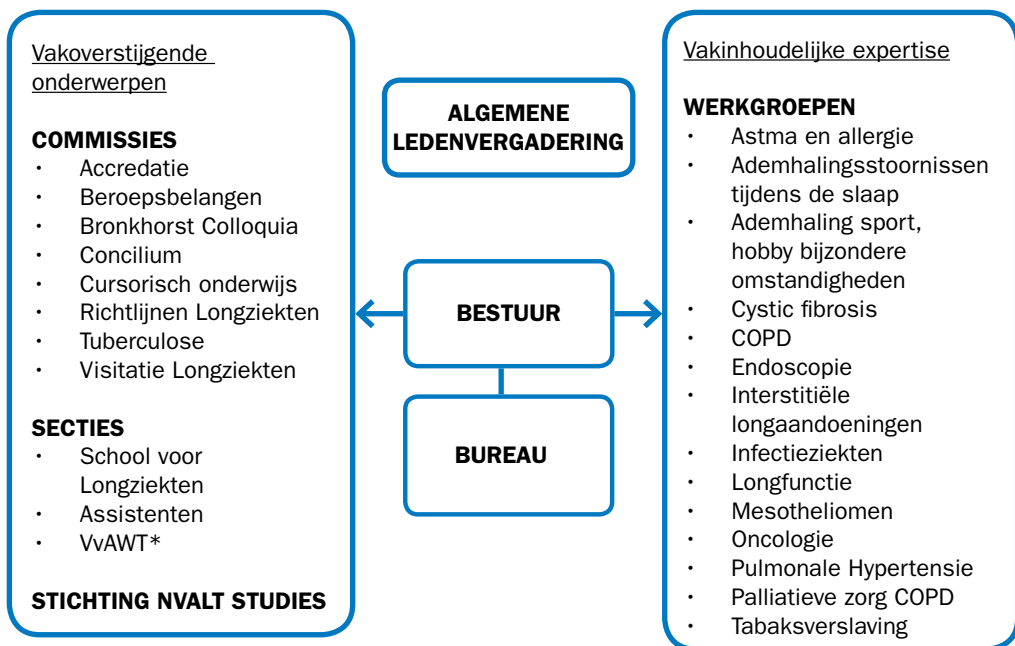 Vakoverstijgende
onderwerpen
COMMISSIES
· Accredatie
· Beroepsbelangen
· Bronkhorst Colloquia
· Concilium
· Cursorisch onderwijs
· Richtlijnen Longziekten
· Tuberculose
· Visitatie Longziekten
SECTIES
· School voor
Longziekten
· Assistenten
· VvAWT*
STICHTING NVALT STUDIES
ALGEMENE
LEDENVERGADERING
BESTUUR
BUREAU
Vakinhoudelijke expertise
WERKGROEPEN
· Astma en allergie
· Ademhalingsstoornissen
tijdens de slaap
· Ademhaling sport,
hobby bijzondere
omstandigheden
· Cystic fibrosis
· COPD
· Endoscopie
· Interstitiële
longaandoeningen
· Infectieziekten
· Longfunctie
· Mesotheliomen
· Oncologie
· Pulmonale Hypertensie
· Palliatieve zorg COPD
· Tabaksverslaving